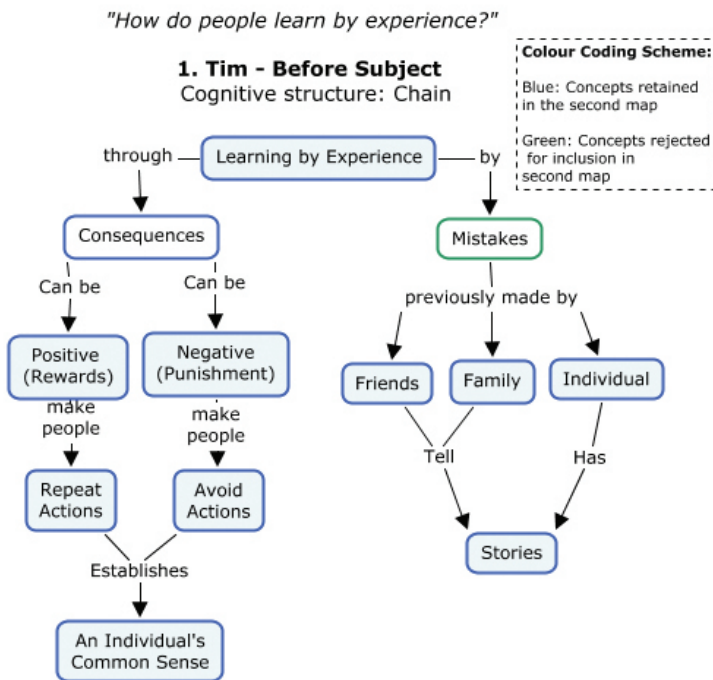 "How do people learn by experience?"
1. Tim - Before Subject
Cognitive structure: Chain
Colour Coding Scheme:
Blue: Concepts retained
in the second map
Green: Concepts rejected
for inclusion in
second map
through
Learning by Experience
by
Consequences
Mistakes
Can be
Can be
previously made by
Positive
(Rewards)
Negative
(Punishment)
Friends
Family
Individual
make
people
make
people
Tell
Has
Repeat
Actions
Avoid
Actions
Stories
Establishes
An Individual's
Common Sense